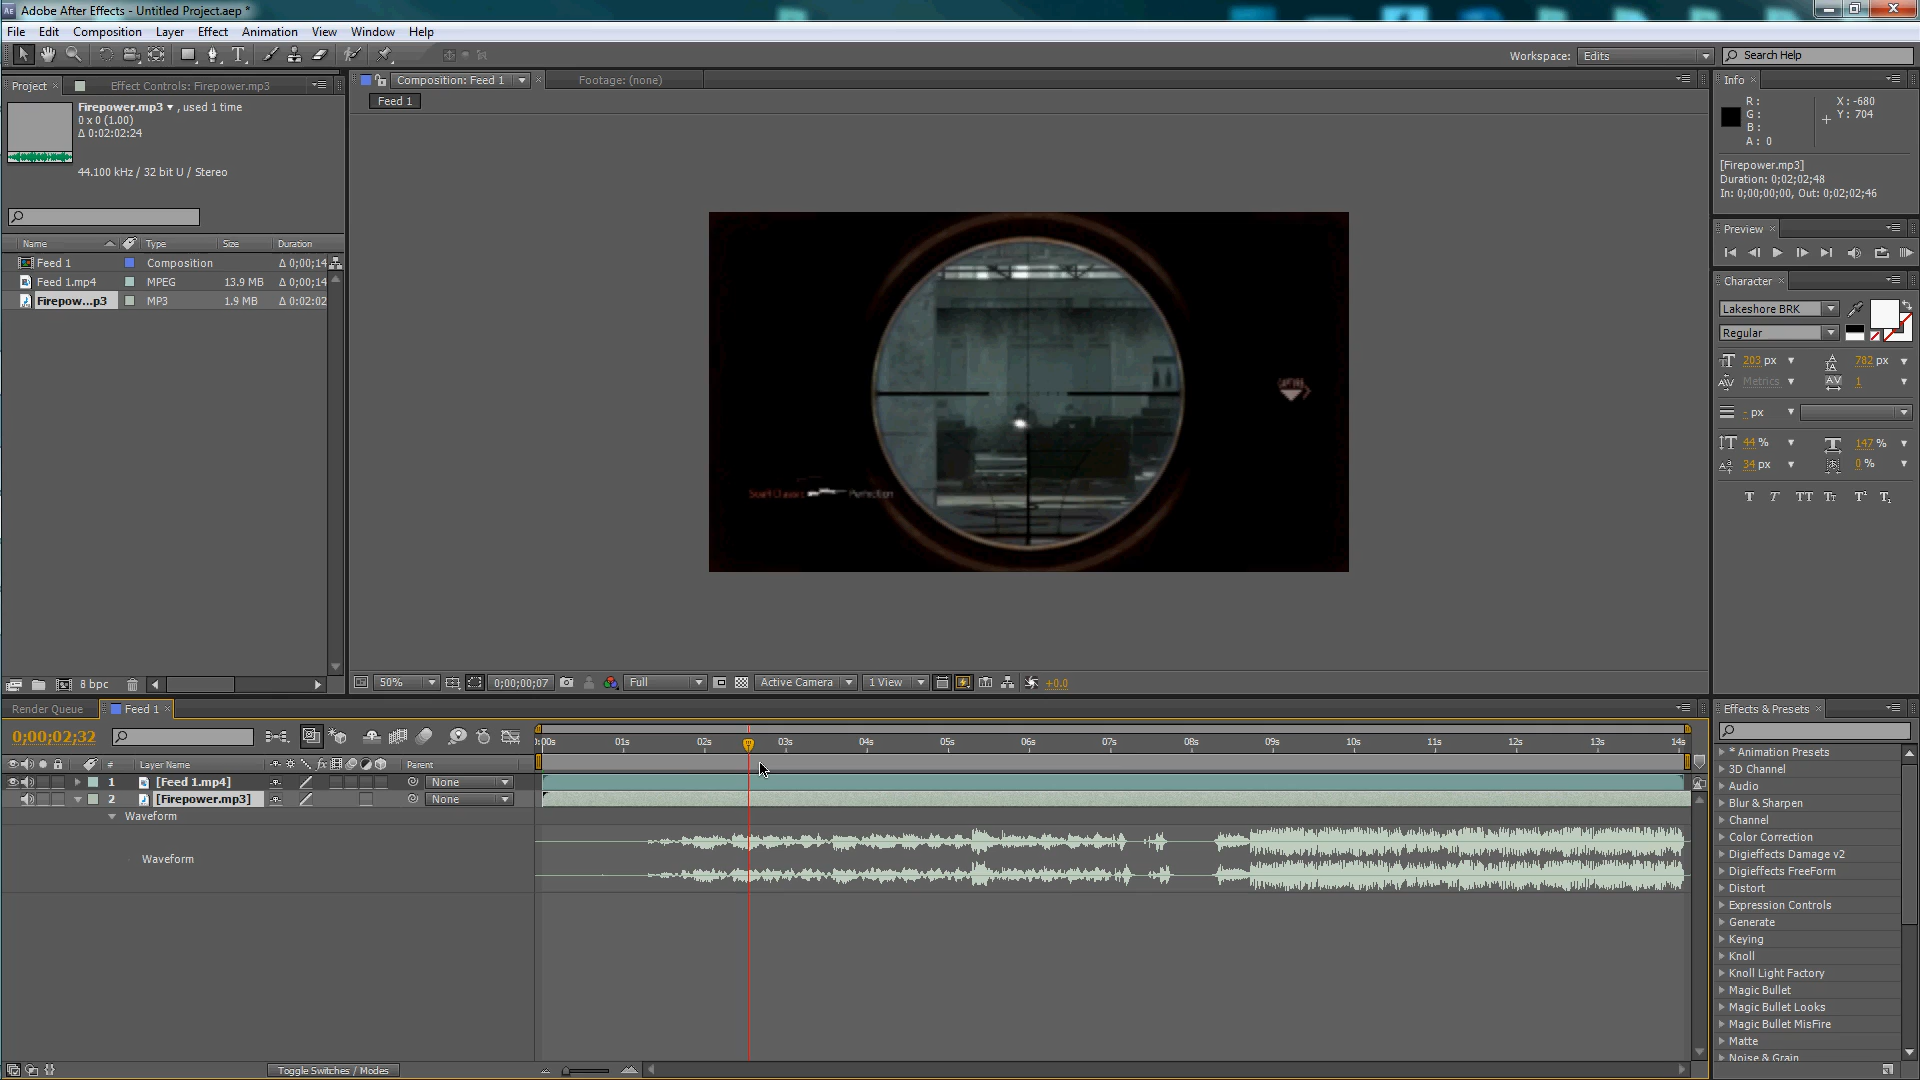 Adobe After Effects - Untitled Project.aep *
File Edit Composition Layer Effect Animation View Window Help
Workspace: Edits Search Help
Project Effect Controls: Firepower.mp3
Composition: Feed 1 Footage: (none)
Feed 1
Firepower.mp3 , used 1 time
0 x 0 (1.00)
Δ 0:02:02:24
44.100 kHz / 32 bit U / Stereo
Name Type Size Duration
Feed 1 Composition Δ 0;00;14
Feed 1.mp4 MPEG 13.9 MB Δ 0;00;14
Firepow...p3 MP3 1.9 MB Δ 0:02:02
8 bpc
Perfection
50% 0;00;00;07 Full Active Camera 1 View +0.0
Info
R :
G :
B :
A : 0
X : -680
Y : 704
[Firepower.mp3]
Duration: 0;02;02;48
In: 0;00;00;00, Out: 0;02;02;46
Preview
Character
Lakeshore BRK
Regular
203 px 782 px
Metrics 1
- px
44 % 147 %
34 px 0 %
T T TT Tt T¹ T₁
Render Queue Feed 1
0;00;02;32
:00s 01s 02s 03s 04s 05s 06s 07s 08s 09s 10s 11s 12s 13s 14s
# Layer Name Parent
1 [Feed 1.mp4] None
2 [Firepower.mp3] None
Waveform
Waveform
Toggle Switches / Modes
Effects & Presets
* Animation Presets
3D Channel
Audio
Blur & Sharpen
Channel
Color Correction
Digieffects Damage v2
Digieffects FreeForm
Distort
Expression Controls
Generate
Keying
Knoll
Knoll Light Factory
Magic Bullet
Magic Bullet Looks
Magic Bullet MisFire
Matte
Noise & Grain